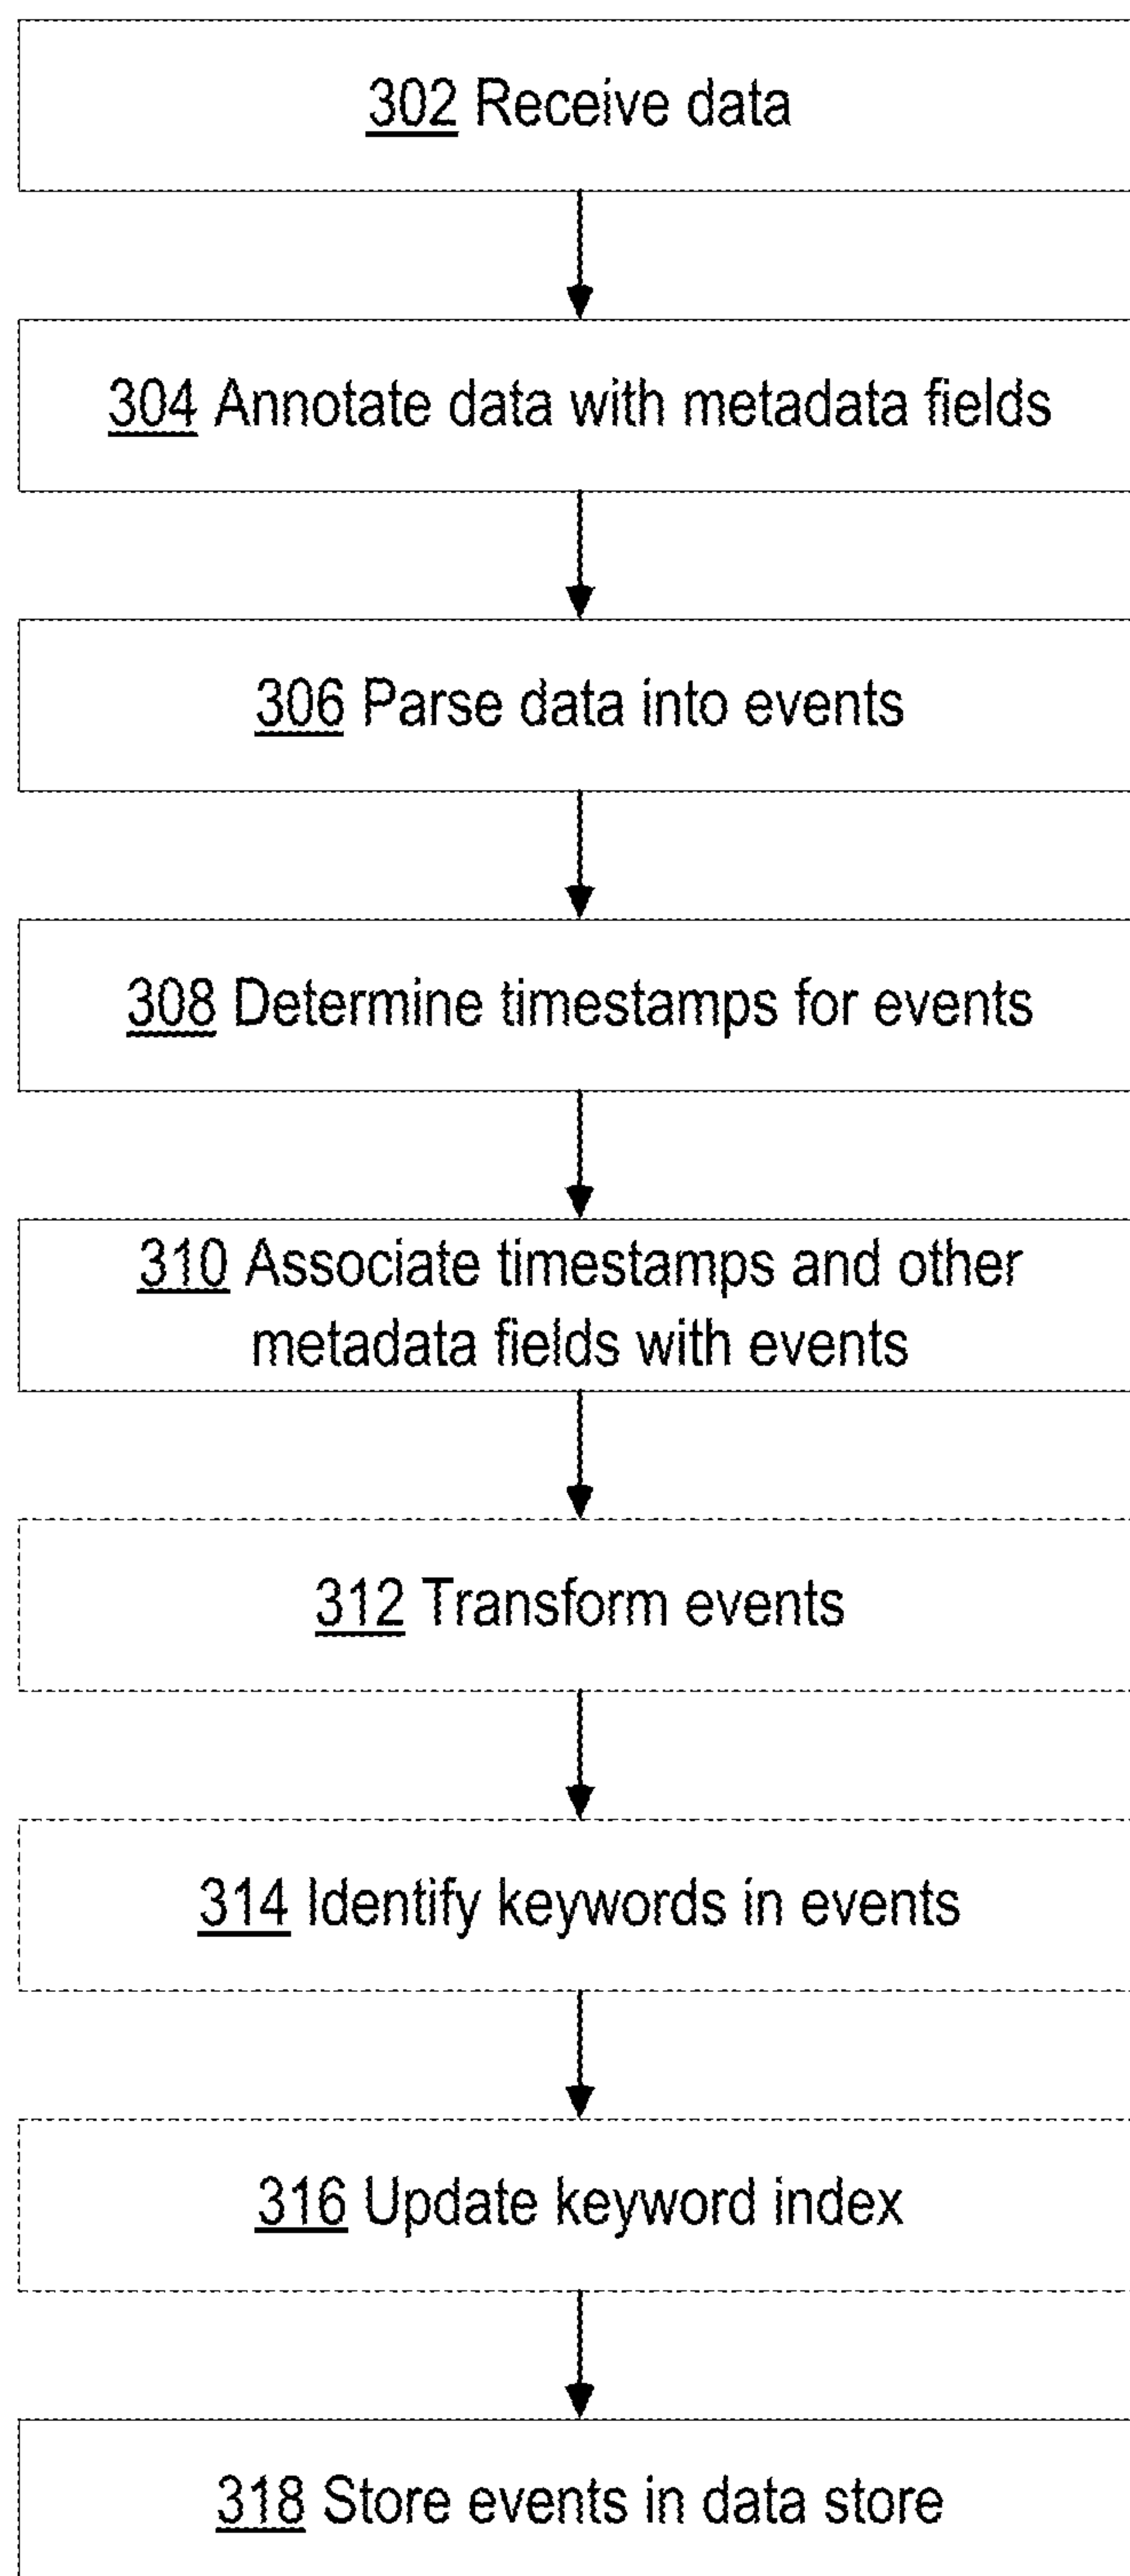 302 Receive data
304 Annotate data with metadata fields
306 Parse data into events
308 Determine timestamps for events
310 Associate timestamps and other
metadata fields with events
312 Transform events
314 Identify keywords in events
316 Update keyword index
318 Store events in data store